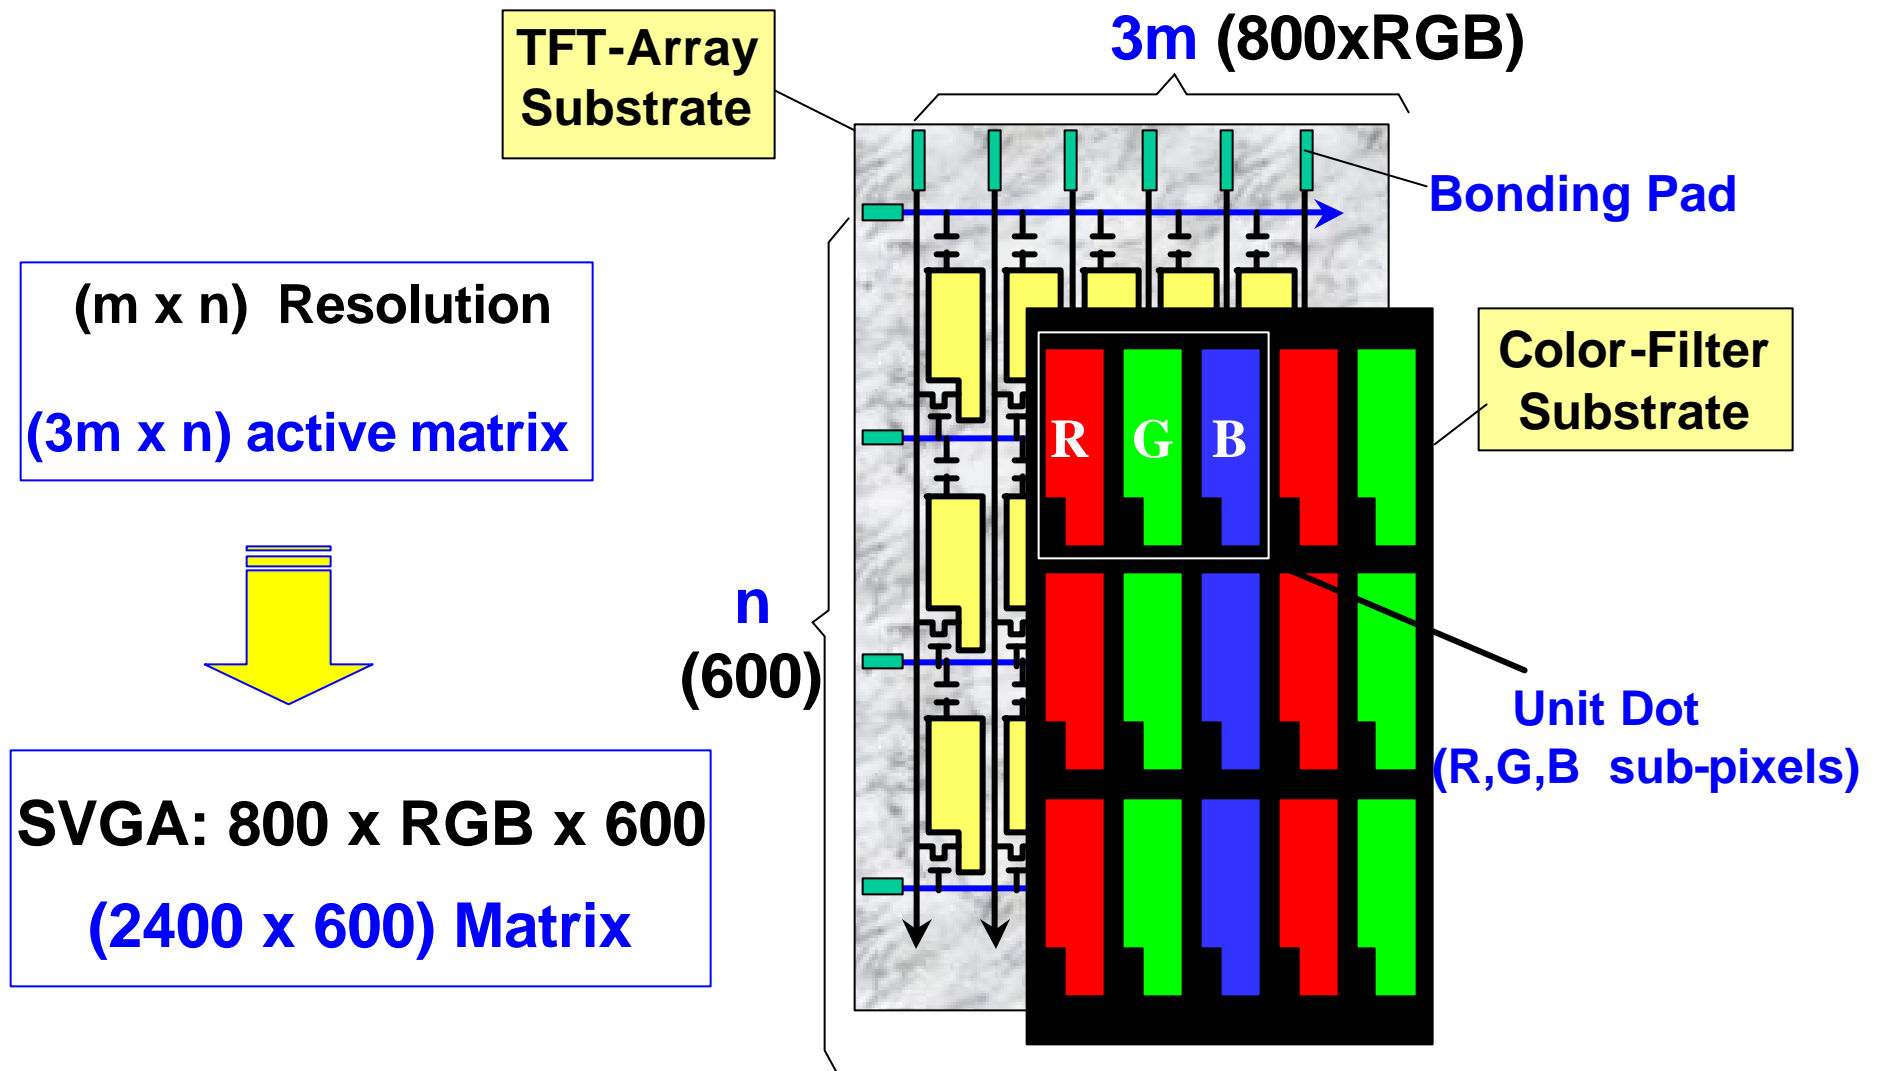 TFT-Array
Substrate
3m (800xRGB)
Bonding Pad
(m x n) Resolution
(3m x n) active matrix
Color-Filter
Substrate
R G B
n
(600)
Unit Dot
(R,G,B sub-pixels)
SVGA: 800 x RGB x 600
(2400 x 600) Matrix